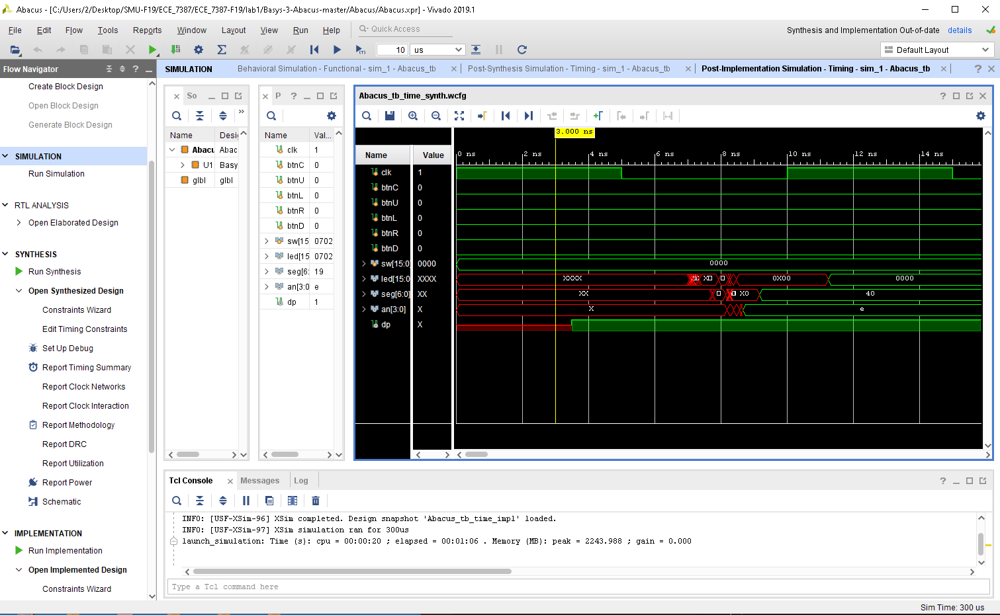 Abacus - [C:/Users/2/Desktop/SMU-F19/ECE_7387/ECE_7387-F19/lab1/Basys-3-Abacus-master/Abacus/Abacus.xpr] - Vivado 2019.1
File Edit Flow Tools Reports Window Layout View Run Help Quick Access
Synthesis and Implementation Out-of-date details
10 us
Default Layout
Flow Navigator
Create Block Design
Open Block Design
Generate Block Design
SIMULATION
Run Simulation
RTL ANALYSIS
Open Elaborated Design
SYNTHESIS
Run Synthesis
Open Synthesized Design
Constraints Wizard
Edit Timing Constraints
Set Up Debug
Report Timing Summary
Report Clock Networks
Report Clock Interaction
Report Methodology
Report DRC
Report Utilization
Report Power
Schematic
IMPLEMENTATION
Run Implementation
Open Implemented Design
Constraints Wizard
SIMULATION
Behavioral Simulation - Functional - sim_1 - Abacus_tb
Post-Synthesis Simulation - Timing - sim_1 - Abacus_tb
Post-Implementation Simulation - Timing - sim_1 - Abacus_tb
So
Name Desig
Abacu Abac
U1 Basy
glbl glbl
P
Name Val...
clk 1
btnC 0
btnU 0
btnL 0
btnR 0
btnD 0
sw[15 0702
led[15 0702
seg[6: 19
an[3:0 e
dp 1
Abacus_tb_time_synth.wcfg
3.000 ns
Name Value
0 ns 2 ns 4 ns 6 ns 8 ns 10 ns 12 ns 14 ns
clk 1
btnC 0
btnU 0
btnL 0
btnR 0
btnD 0
sw[15:0] 0000 0000
led[15:0 XXXX XXXX 0X00 0000
seg[6:0] XX XX X0 40
an[3:0] X X e
dp X
Tcl Console Messages Log
INFO: [USF-XSim-96] XSim completed. Design snapshot 'Abacus_tb_time_impl' loaded.
INFO: [USF-XSim-97] XSim simulation ran for 300us
launch_simulation: Time (s): cpu = 00:00:20 ; elapsed = 00:01:06 . Memory (MB): peak = 2243.988 ; gain = 0.000
Type a Tcl command here
Sim Time: 300 us